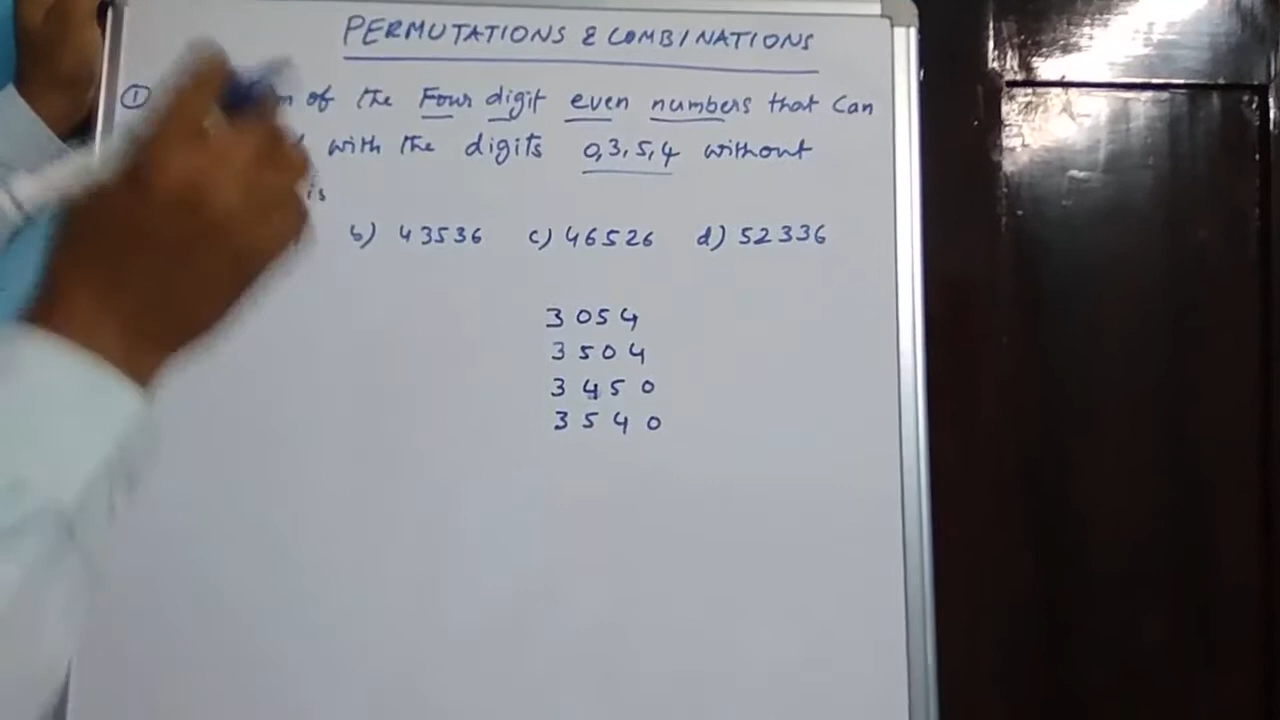 PERMUTATIONS & COMBINATIONS
① of the Four digit even numbers that can
with the digits 0,3,5,4 without
is
b) 43536 c) 46526 d) 52336
3 0 5 4
3 5 0 4
3 4 5 0
3 5 4 0